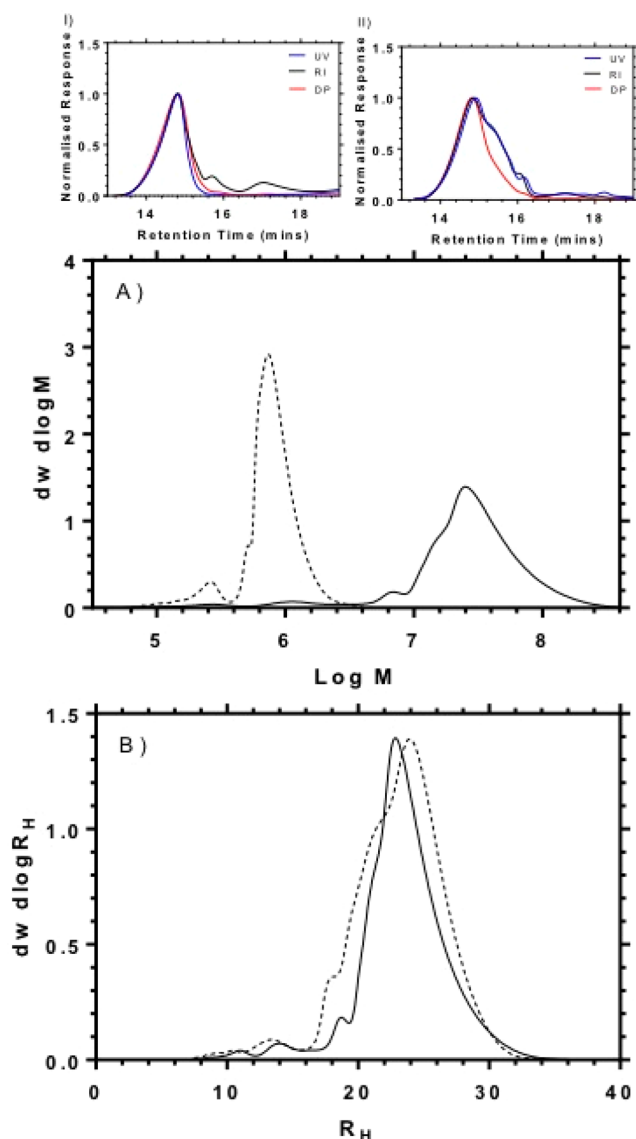 I)
II)
Normalised Response
1.5
1.0
0.5
0.0
UV
RI
DP
14
16
18
Retention Time (mins)
Normalised Response
1.5
1.0
0.5
0.0
UV
RI
DP
14
16
18
Retention Time (mins)
A)
dw dlogM
4
3
2
1
0
5
6
7
8
Log M
B)
dw dlogR_H
1.5
1.0
0.5
0.0
0
10
20
30
40
R_H